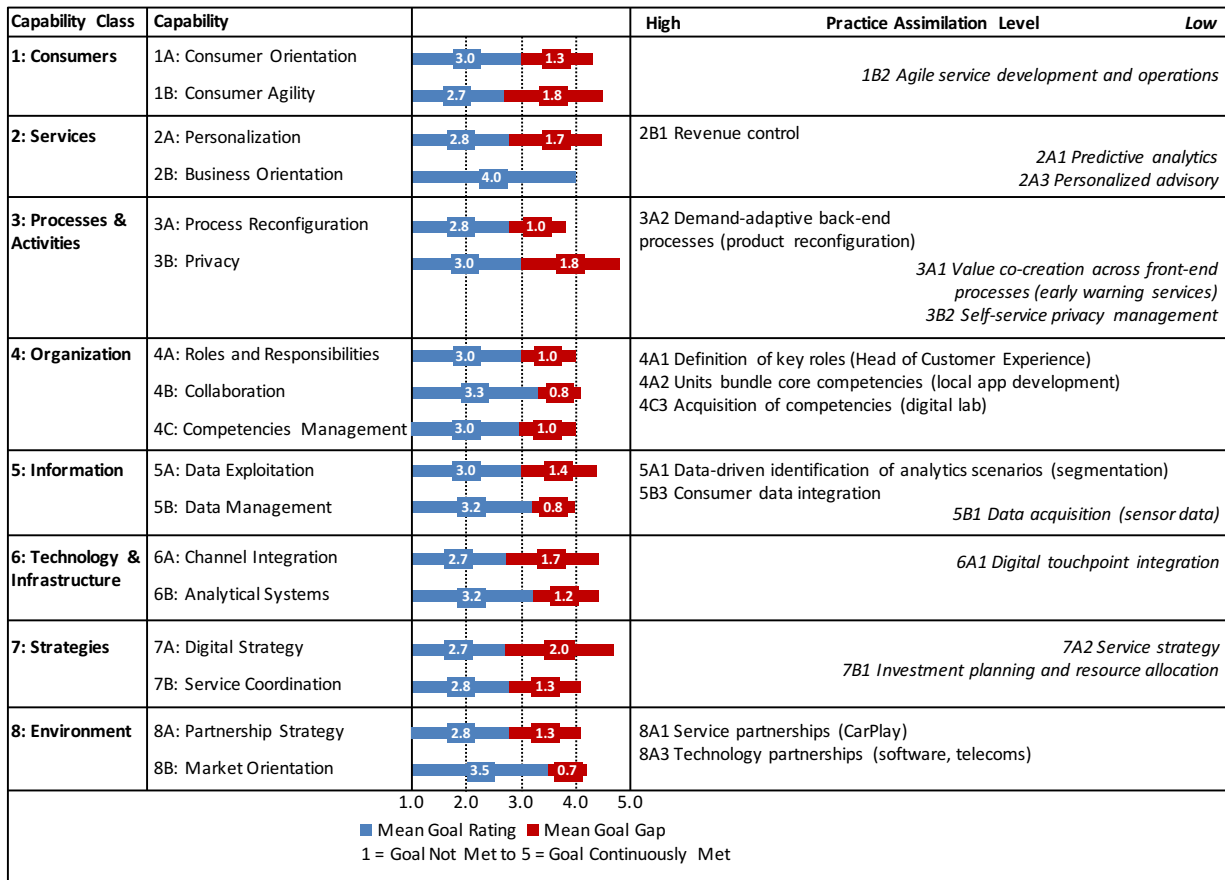 Capability Class Capability High Practice Assimilation Level Low
1: Consumers 1A: Consumer Orientation 3.0 1.3
1B2 Agile service development and operations
1B: Consumer Agility 2.7 1.8
2: Services 2A: Personalization 2.8 1.7 2B1 Revenue control
2A1 Predictive analytics
2B: Business Orientation 4.0 2A3 Personalized advisory
3: Processes & 3A: Process Reconfiguration 2.8 1.0 3A2 Demand-adaptive back-end
Activities processes (product reconfiguration)
3B: Privacy 3.0 1.8 3A1 Value co-creation across front-end
processes (early warning services)
3B2 Self-service privacy management
4: Organization 4A: Roles and Responsibilities 3.0 1.0 4A1 Definition of key roles (Head of Customer Experience)
4B: Collaboration 3.3 0.8 4A2 Units bundle core competencies (local app development)
4C3 Acquisition of competencies (digital lab)
4C: Competencies Management 3.0 1.0
5: Information 5A: Data Exploitation 3.0 1.4 5A1 Data-driven identification of analytics scenarios (segmentation)
5B3 Consumer data integration
5B: Data Management 3.2 0.8 5B1 Data acquisition (sensor data)
6: Technology & 6A: Channel Integration 2.7 1.7 6A1 Digital touchpoint integration
Infrastructure
6B: Analytical Systems 3.2 1.2
7: Strategies 7A: Digital Strategy 2.7 2.0 7A2 Service strategy
7B1 Investment planning and resource allocation
7B: Service Coordination 2.8 1.3
8: Environment 8A: Partnership Strategy 2.8 1.3 8A1 Service partnerships (CarPlay)
8A3 Technology partnerships (software, telecoms)
8B: Market Orientation 3.5 0.7
1.0 2.0 3.0 4.0 5.0
Mean Goal Rating Mean Goal Gap
1 = Goal Not Met to 5 = Goal Continuously Met